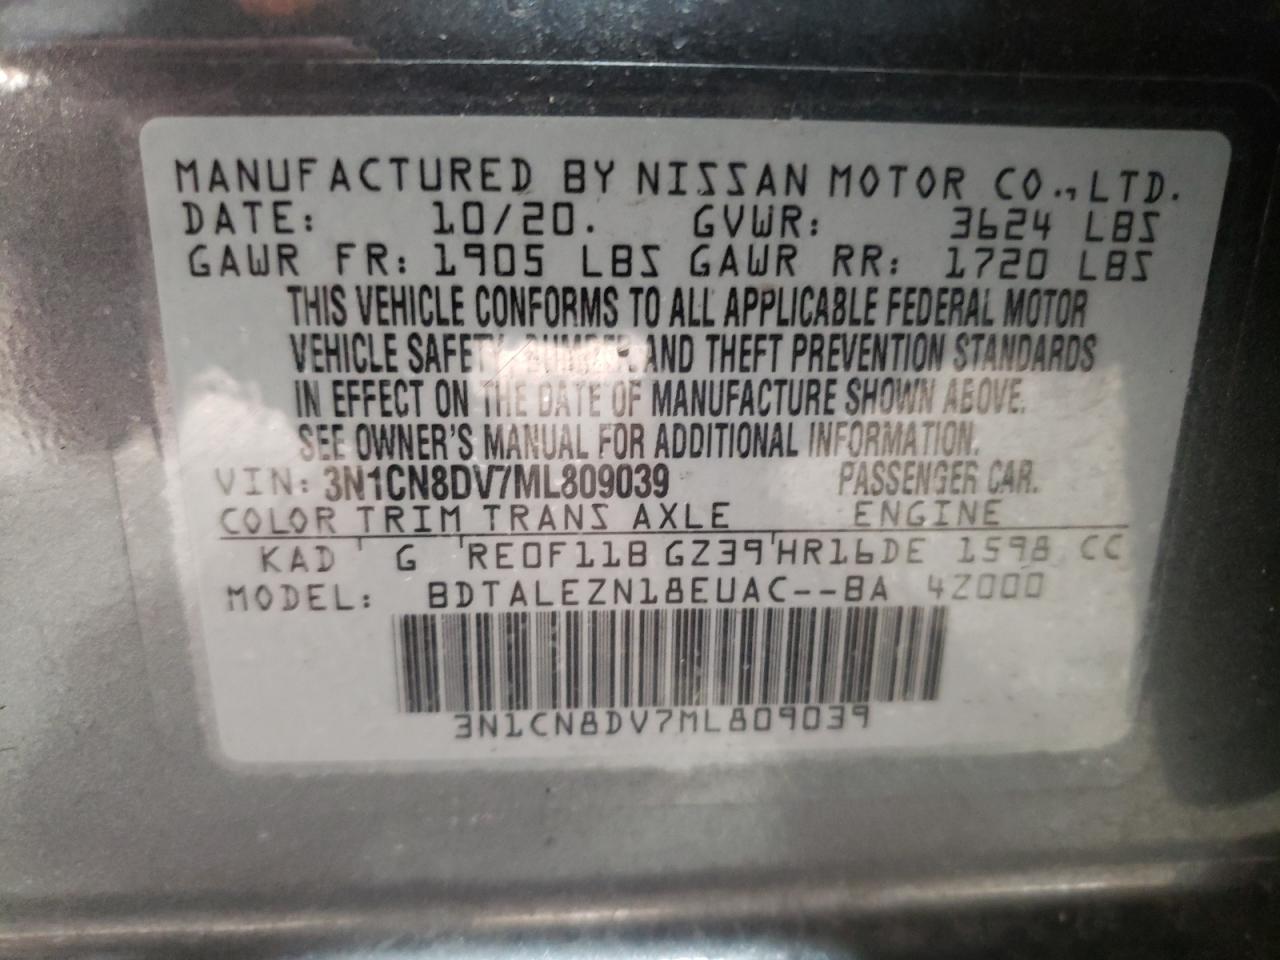 MANUFACTURED BY NISSAN MOTOR CO., LTD.
DATE: 10/20. GVWR: 3624 LBS
GAWR FR: 1905 LBS GAWR RR: 1720 LBS
THIS VEHICLE CONFORMS TO ALL APPLICABLE FEDERAL MOTOR
VEHICLE SAFETY, BUMPER, AND THEFT PREVENTION STANDARDS
IN EFFECT ON THE DATE OF MANUFACTURE SHOWN ABOVE.
SEE OWNER'S MANUAL FOR ADDITIONAL INFORMATION.
VIN: 3N1CN8DV7ML809039 PASSENGER CAR.
COLOR TRIM TRANS AXLE ENGINE
KAD G RE0F11B GZ39 HR16DE 1598 CC
MODEL: BDTALEZN18EUAC--BA 4Z000
3N1CN8DV7ML809039